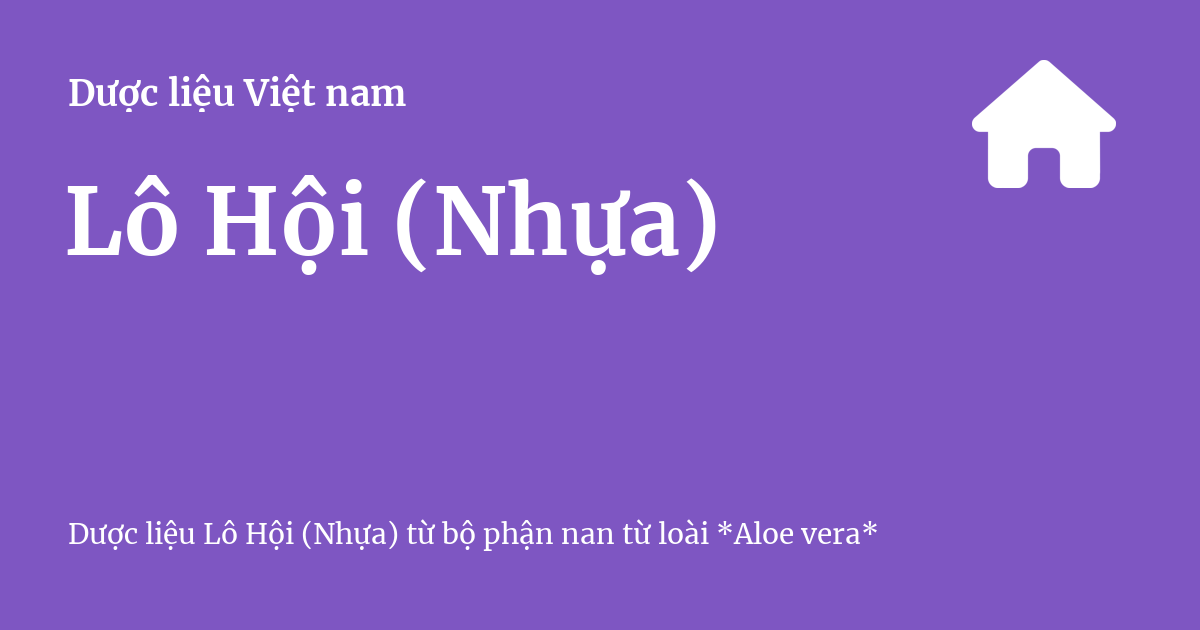 Dược liệu Việt nam
Lô Hội (Nhựa)
Dược liệu Lô Hội (Nhựa) từ bộ phận nan từ loài *Aloe vera*